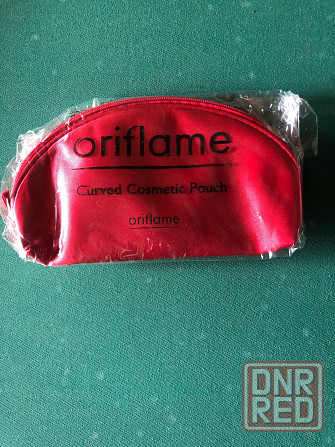 oriflame
Curved Cosmetic Pouch
oriflame
DNR
RED